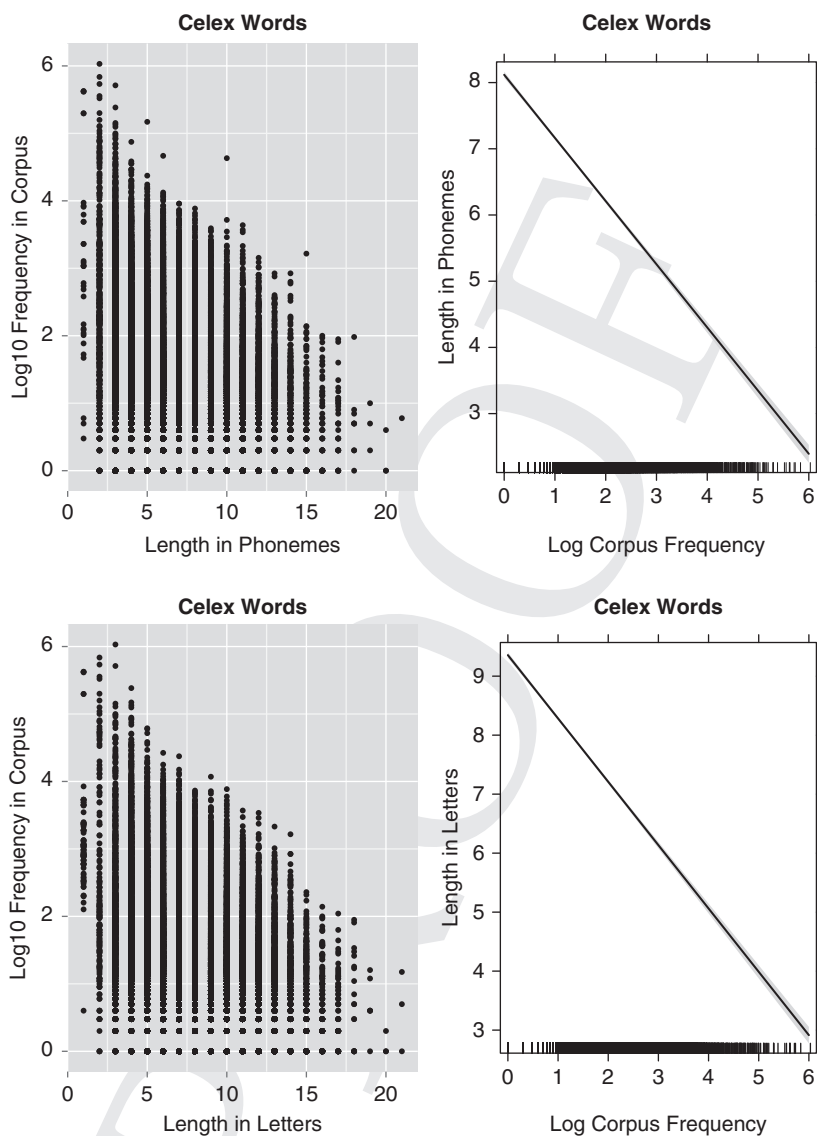 Celex Words
6
4
2
0
Log10 Frequency in Corpus
0 5 10 15 20
Length in Phonemes
Celex Words
8
7
6
5
4
3
Length in Phonemes
0 1 2 3 4 5 6
Log Corpus Frequency
Celex Words
6
4
2
0
Log10 Frequency in Corpus
0 5 10 15 20
Length in Letters
Celex Words
9
8
7
6
5
4
3
Length in Letters
0 1 2 3 4 5 6
Log Corpus Frequency